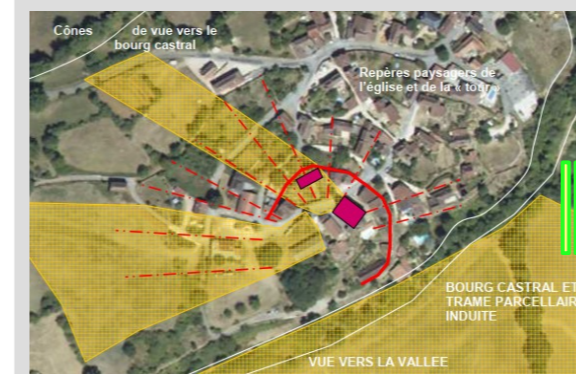 Cônes de vue vers le
bourg castral
Repères paysagers de
l'église et de la « tour
BOURG CASTRAL ET
TRAME PARCELLAIR
INDUITE
VUE VERS LA VALLEE